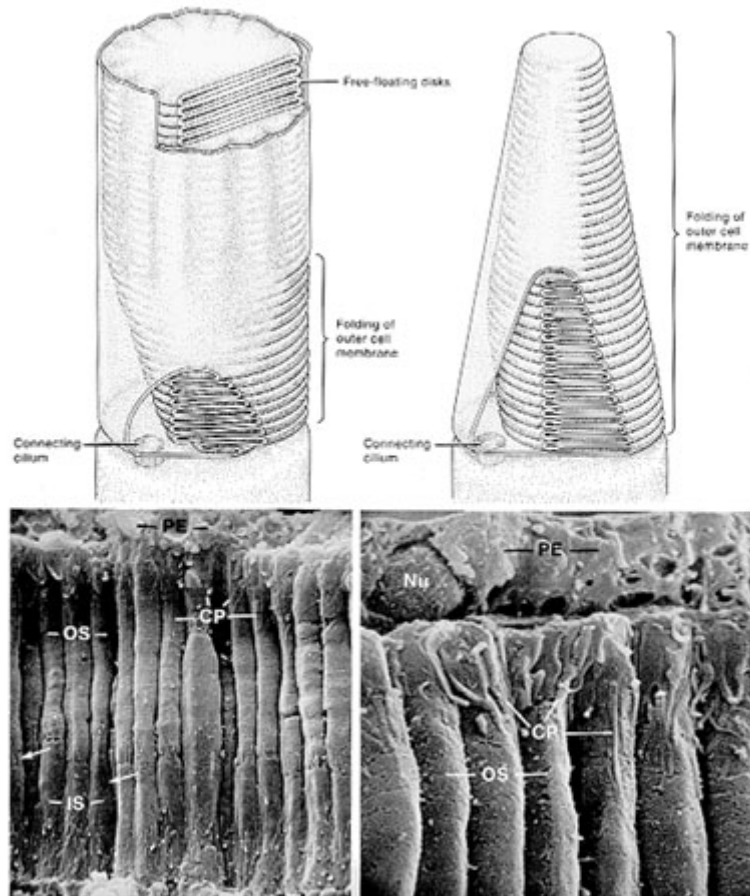 Free-floating disks
Folding of
outer cell
membrane
Connecting
cilium
Folding of
outer cell
membrane
Connecting
cilium
PE
OS
CP
IS
PE
Nu
CP
OS